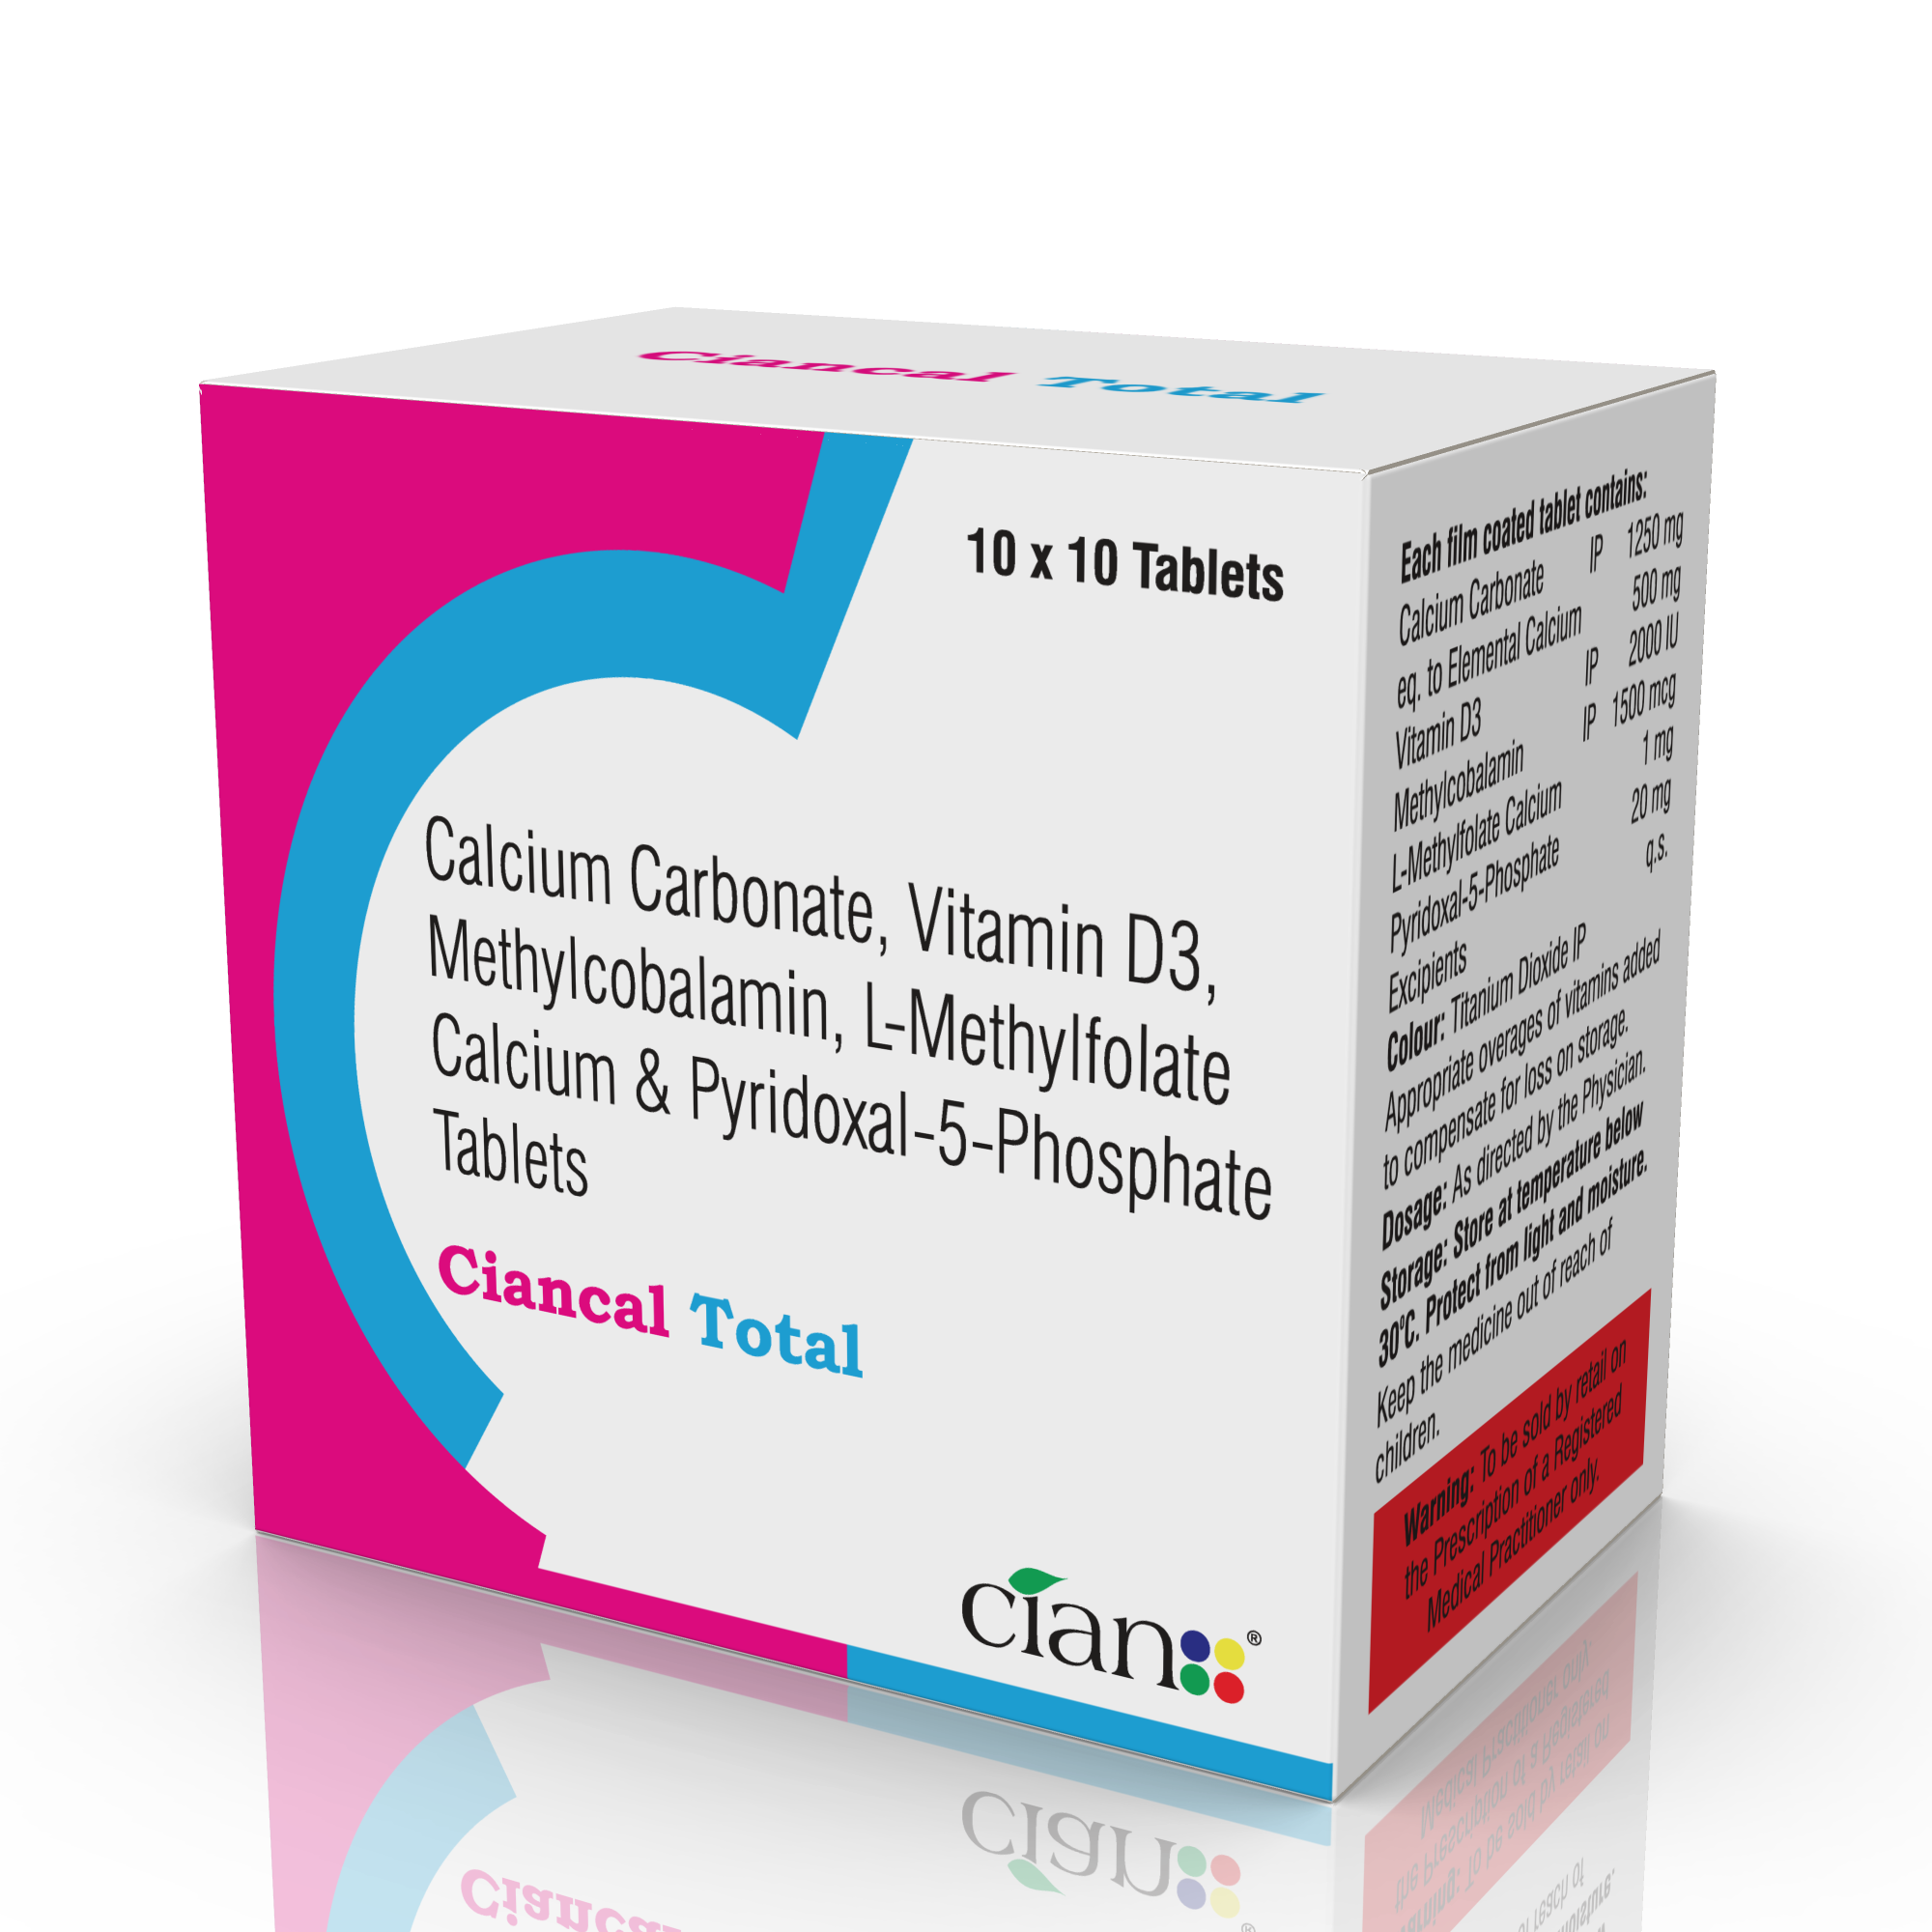 Ciancal Total
10 x 10 Tablets
Calcium Carbonate, Vitamin D3,
Methylcobalamin, L-Methylfolate
Calcium & Pyridoxal-5-Phosphate
Tablets
Ciancal Total
cian ®
Each film coated tablet contains:
Calcium Carbonate IP 1250 mg
eq. to Elemental Calcium 500 mg
Vitamin D3 IP 2000 IU
Methylcobalamin IP 1500 mcg
L-Methylfolate Calcium 1 mg
Pyridoxal-5-Phosphate 20 mg
Excipients q.s.
Colour: Titanium Dioxide IP
Appropriate overages of vitamins added
to compensate for loss on storage.
Dosage: As directed by the Physician.
Storage: Store at temperature below
30ºC. Protect from light and moisture.
Keep the medicine out of reach of
children.
Warning: To be sold by retail on
the Prescription of a Registered
Medical Practitioner only.